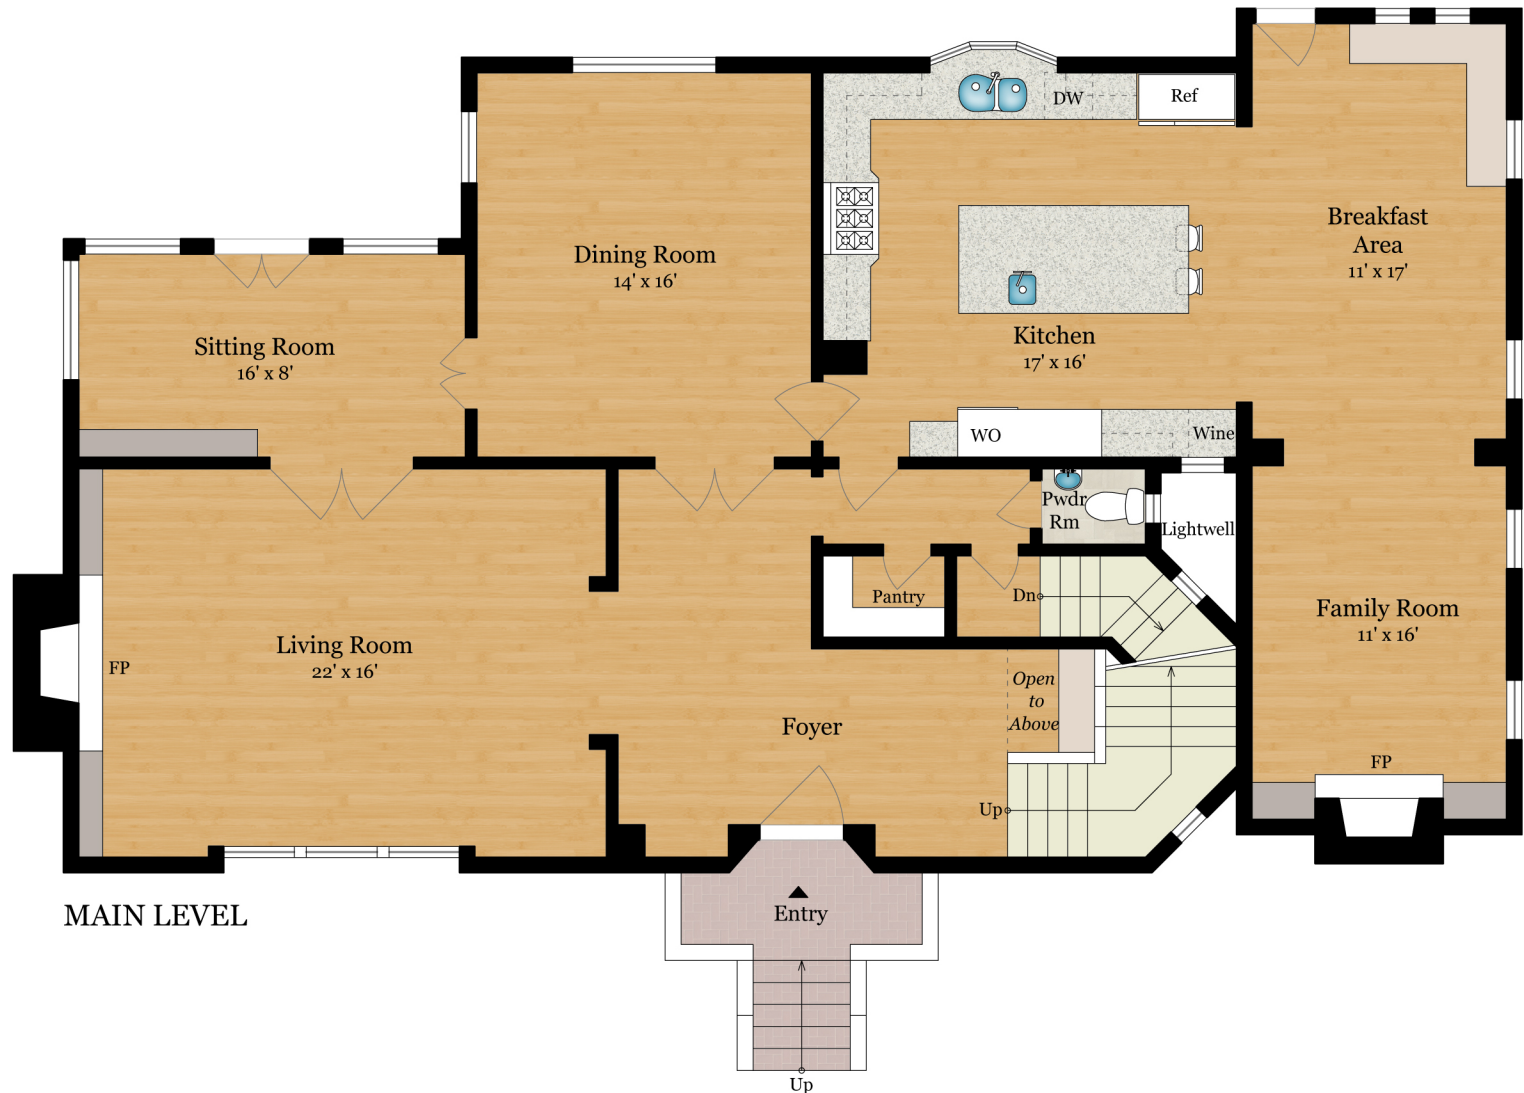 DW
Ref
Breakfast
Area
11' x 17'
Dining Room
14' x 16'
Kitchen
17' x 16'
Sitting Room
16' x 8'
WO
Wine
Pwdr
Rm
Lightwell
Pantry
Dn
Family Room
11' x 16'
Living Room
22' x 16'
FP
Open
to
Above
Foyer
FP
Up
MAIN LEVEL
Entry
Up